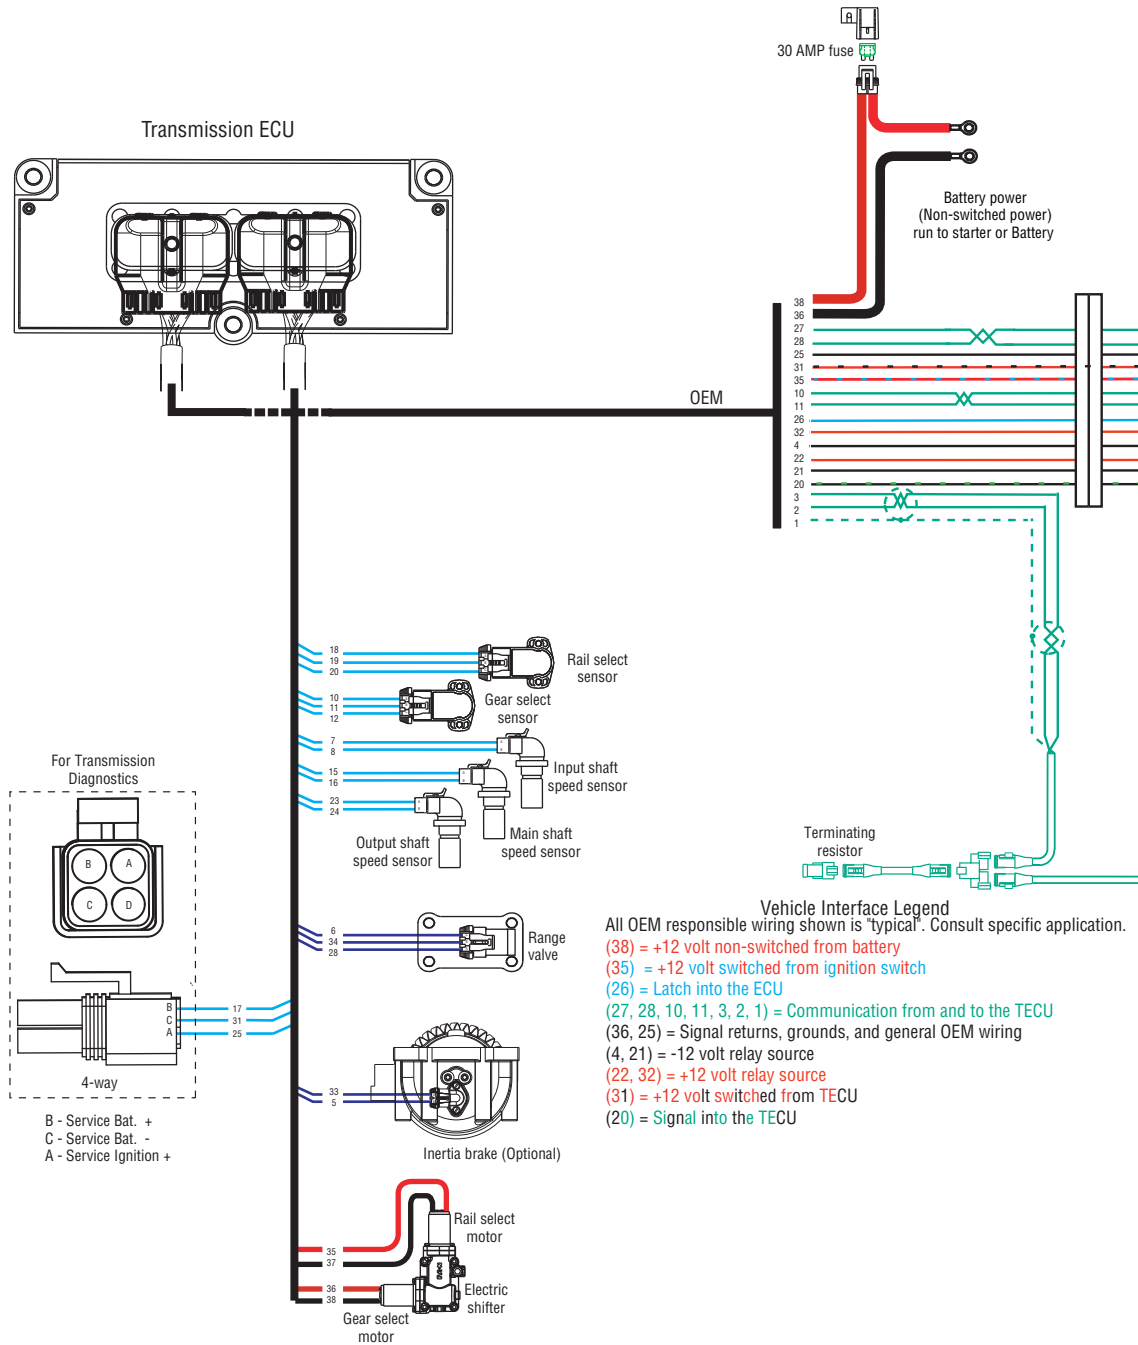 30 AMP fuse
Transmission ECU
Battery power
(Non-switched power)
run to starter or Battery
38
36
27
28
25
31
35
10
11
26
32
4
22
21
20
3
2
1
OEM
18
19
20
Rail select
sensor
10
11
12
Gear select
sensor
7
8
Input shaft
speed sensor
15
16
Main shaft
speed sensor
23
24
Output shaft
speed sensor
For Transmission
Diagnostics
B
A
C
D
B
C
A
17
31
25
4-way
B - Service Bat. +
C - Service Bat. -
A - Service Ignition +
6
34
28
Range
valve
33
5
Inertia brake (Optional)
35
37
Rail select
motor
36
38
Electric
shifter
Gear select
motor
Terminating
resistor
Vehicle Interface Legend
All OEM responsible wiring shown is "typical". Consult specific application.
(38) = +12 volt non-switched from battery
(35) = +12 volt switched from ignition switch
(26) = Latch into the ECU
(27, 28, 10, 11, 3, 2, 1) = Communication from and to the TECU
(36, 25) = Signal returns, grounds, and general OEM wiring
(4, 21) = -12 volt relay source
(22, 32) = +12 volt relay source
(31) = +12 volt switched from TECU
(20) = Signal into the TECU